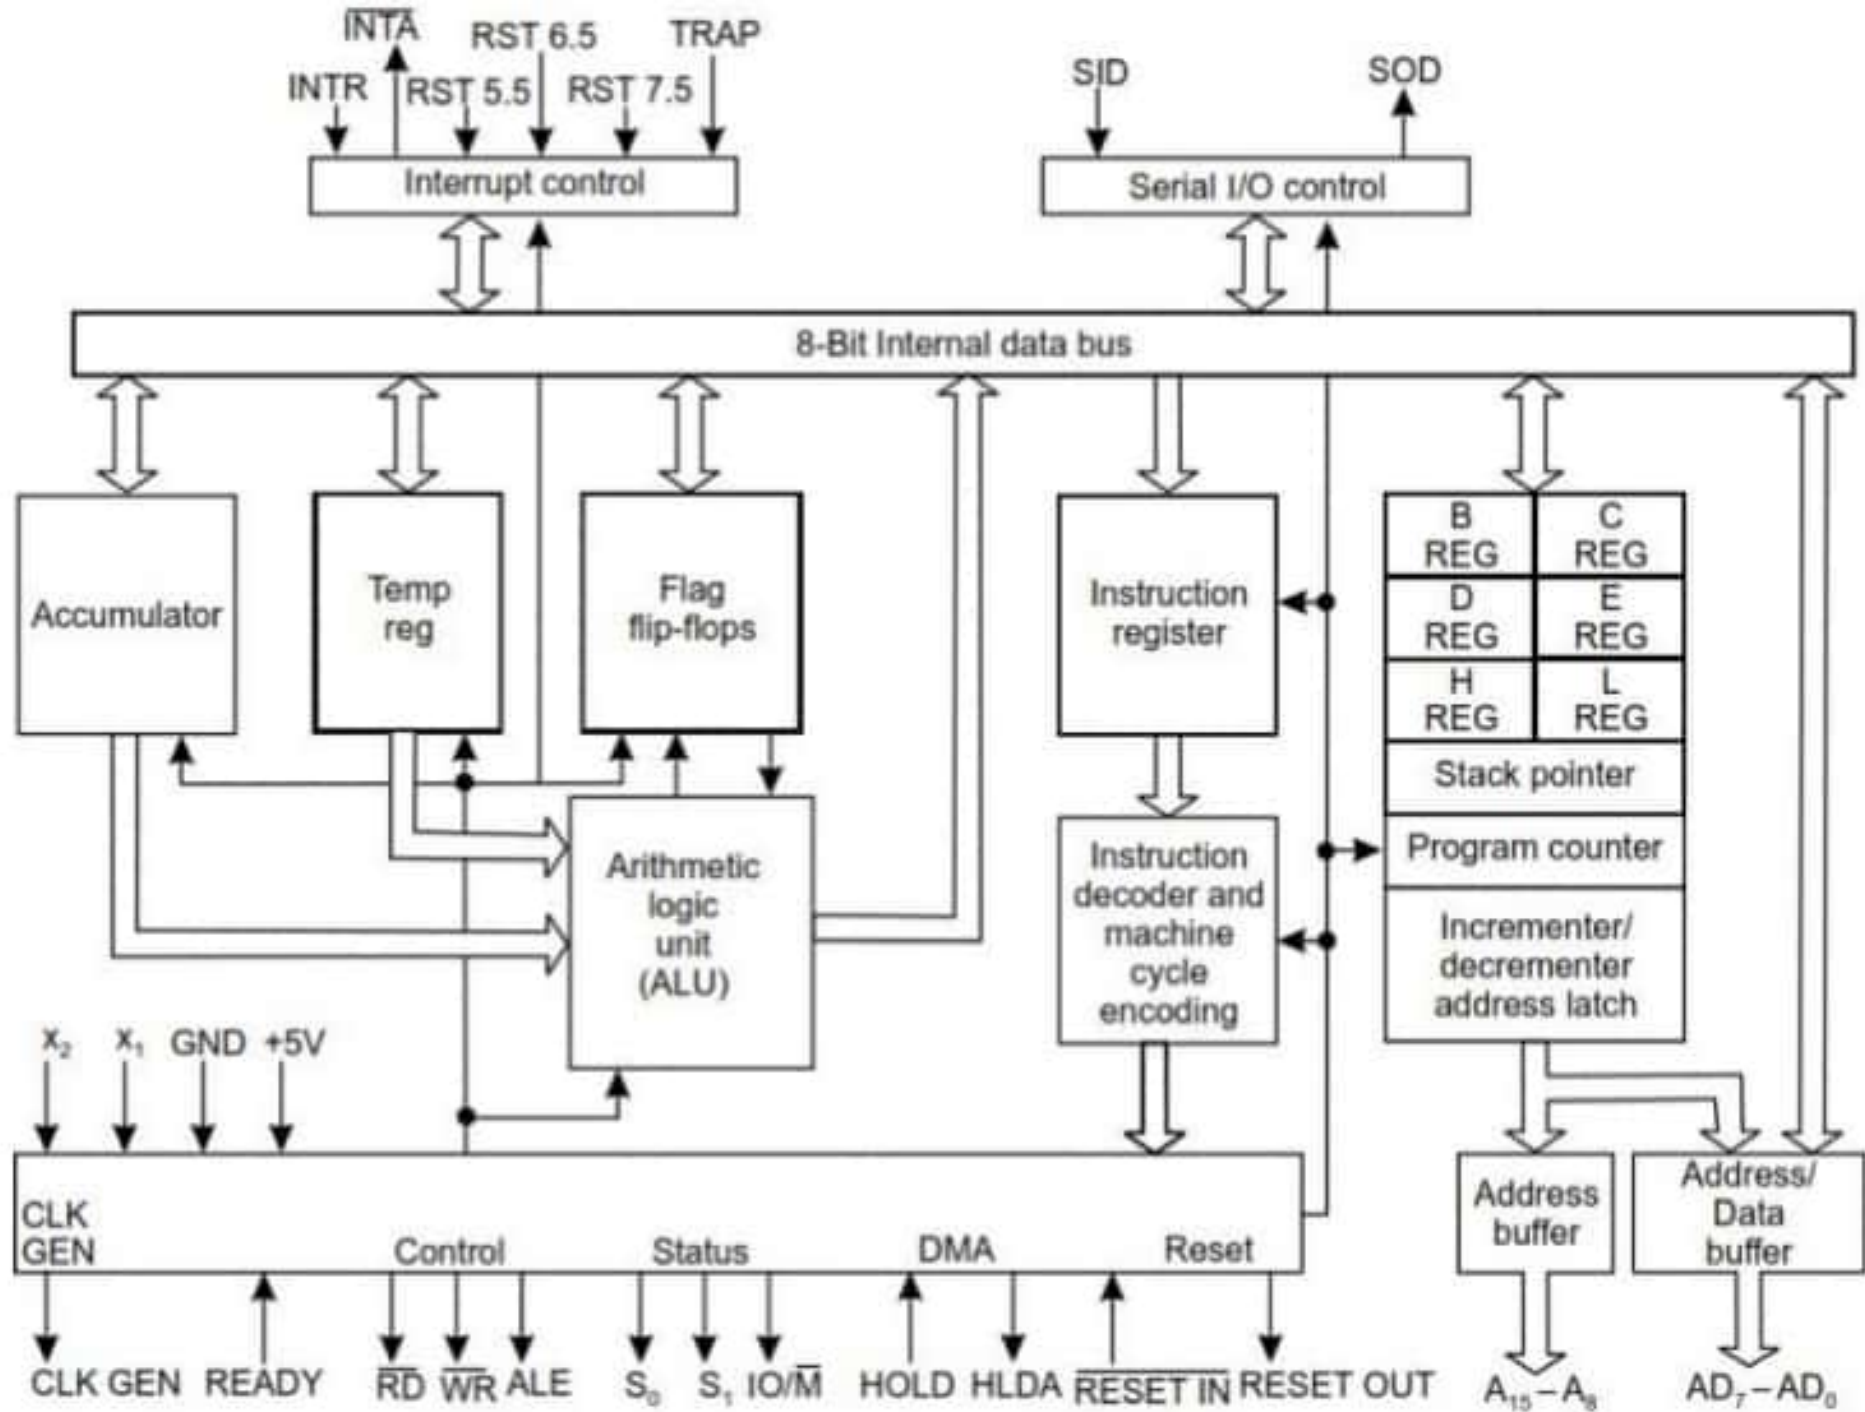 INTA RST 6.5 TRAP
INTR RST 5.5 RST 7.5
SID SOD
Interrupt control
Serial I/O control
8-Bit Internal data bus
Accumulator
Temp
reg
Flag
flip-flops
Instruction
register
B
REG
C
REG
D
REG
E
REG
H
REG
L
REG
Stack pointer
Program counter
Incrementer/
decrementer
address latch
Arithmetic
logic
unit
(ALU)
Instruction
decoder and
machine
cycle
encoding
x₂ x₁ GND +5V
CLK
GEN
Control Status DMA Reset
Address
buffer
Address/
Data
buffer
CLK GEN READY RD WR ALE S₀ S₁ IO/M HOLD HLDA RESET IN RESET OUT A₁₅–A₈ AD₇–AD₀